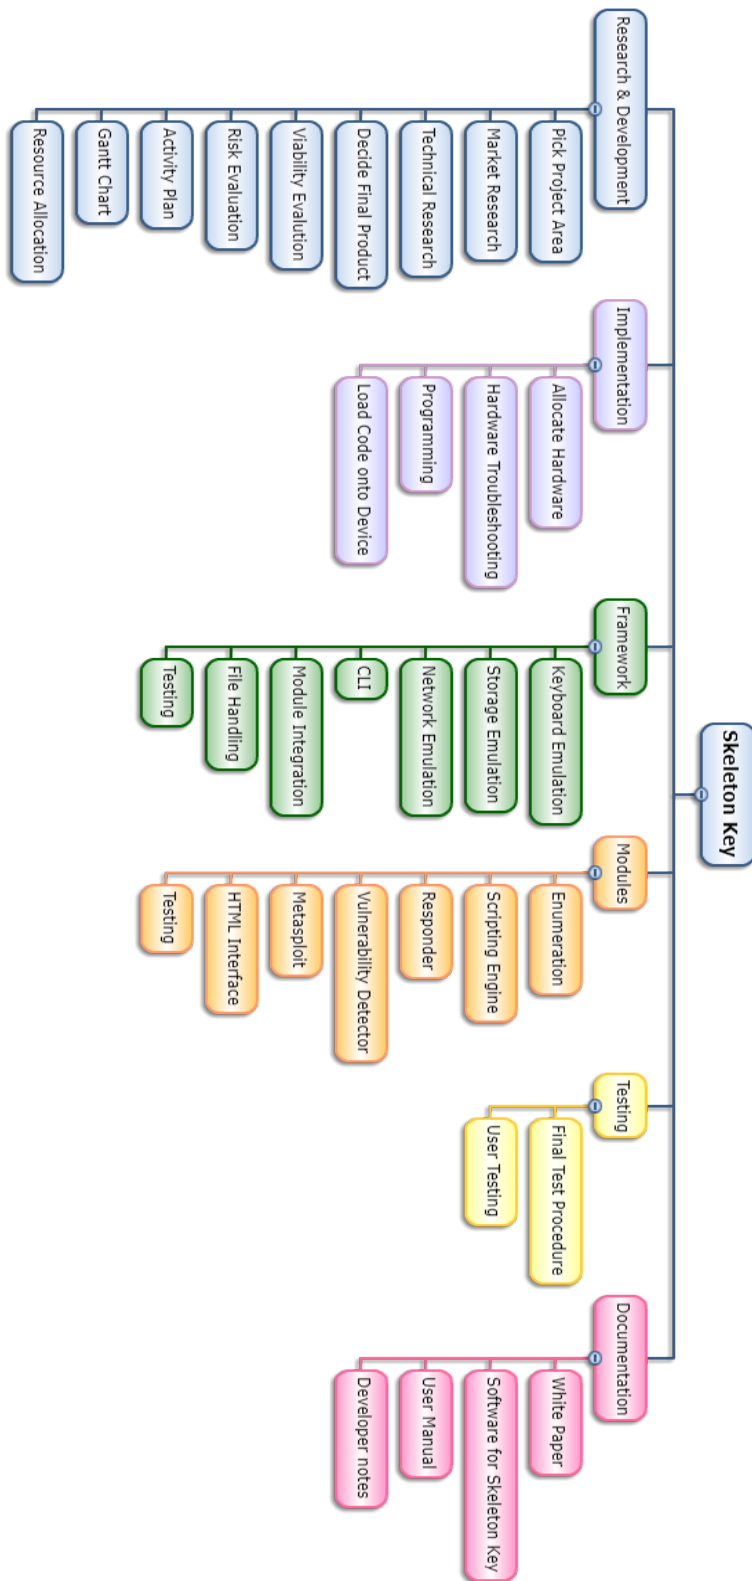 Skeleton Key
Research & Development
Pick Project Area
Market Research
Technical Research
Decide Final Product
Viability Evalution
Risk Evaluation
Activity Plan
Gantt Chart
Resource Allocation
Implementation
Allocate Hardware
Hardware Troubleshooting
Programming
Load Code onto Device
Framework
Keyboard Emulation
Storage Emulation
Network Emulation
CLI
Module Integration
File Handling
Testing
Modules
Enumeration
Scripting Engine
Responder
Vulnerability Detector
Metasploit
HTML Interface
Testing
Testing
Final Test Procedure
User Testing
Documentation
White Paper
Software for Skeleton Key
User Manual
Developer notes